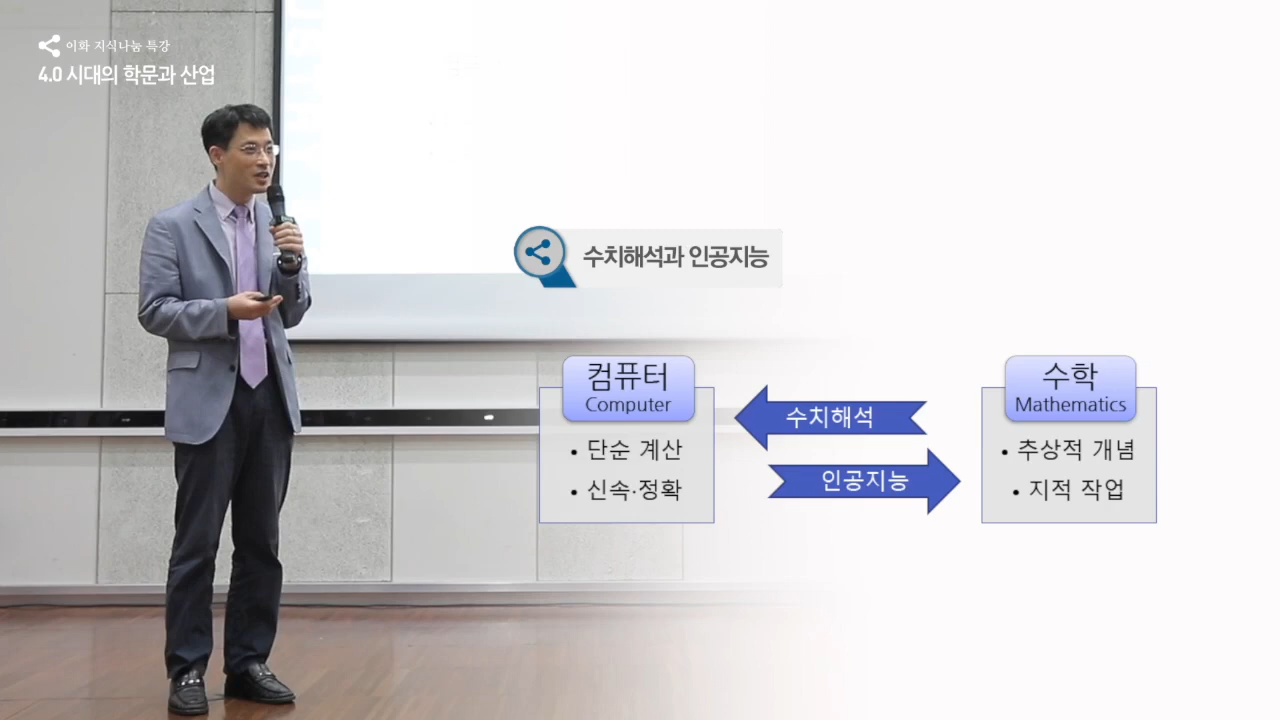 이화 지식나눔 특강
4.0 시대의 학문과 산업
수치해석과 인공지능
컴퓨터
Computer
• 단순 계산
• 신속·정확
수치해석
인공지능
수학
Mathematics
• 추상적 개념
• 지적 작업